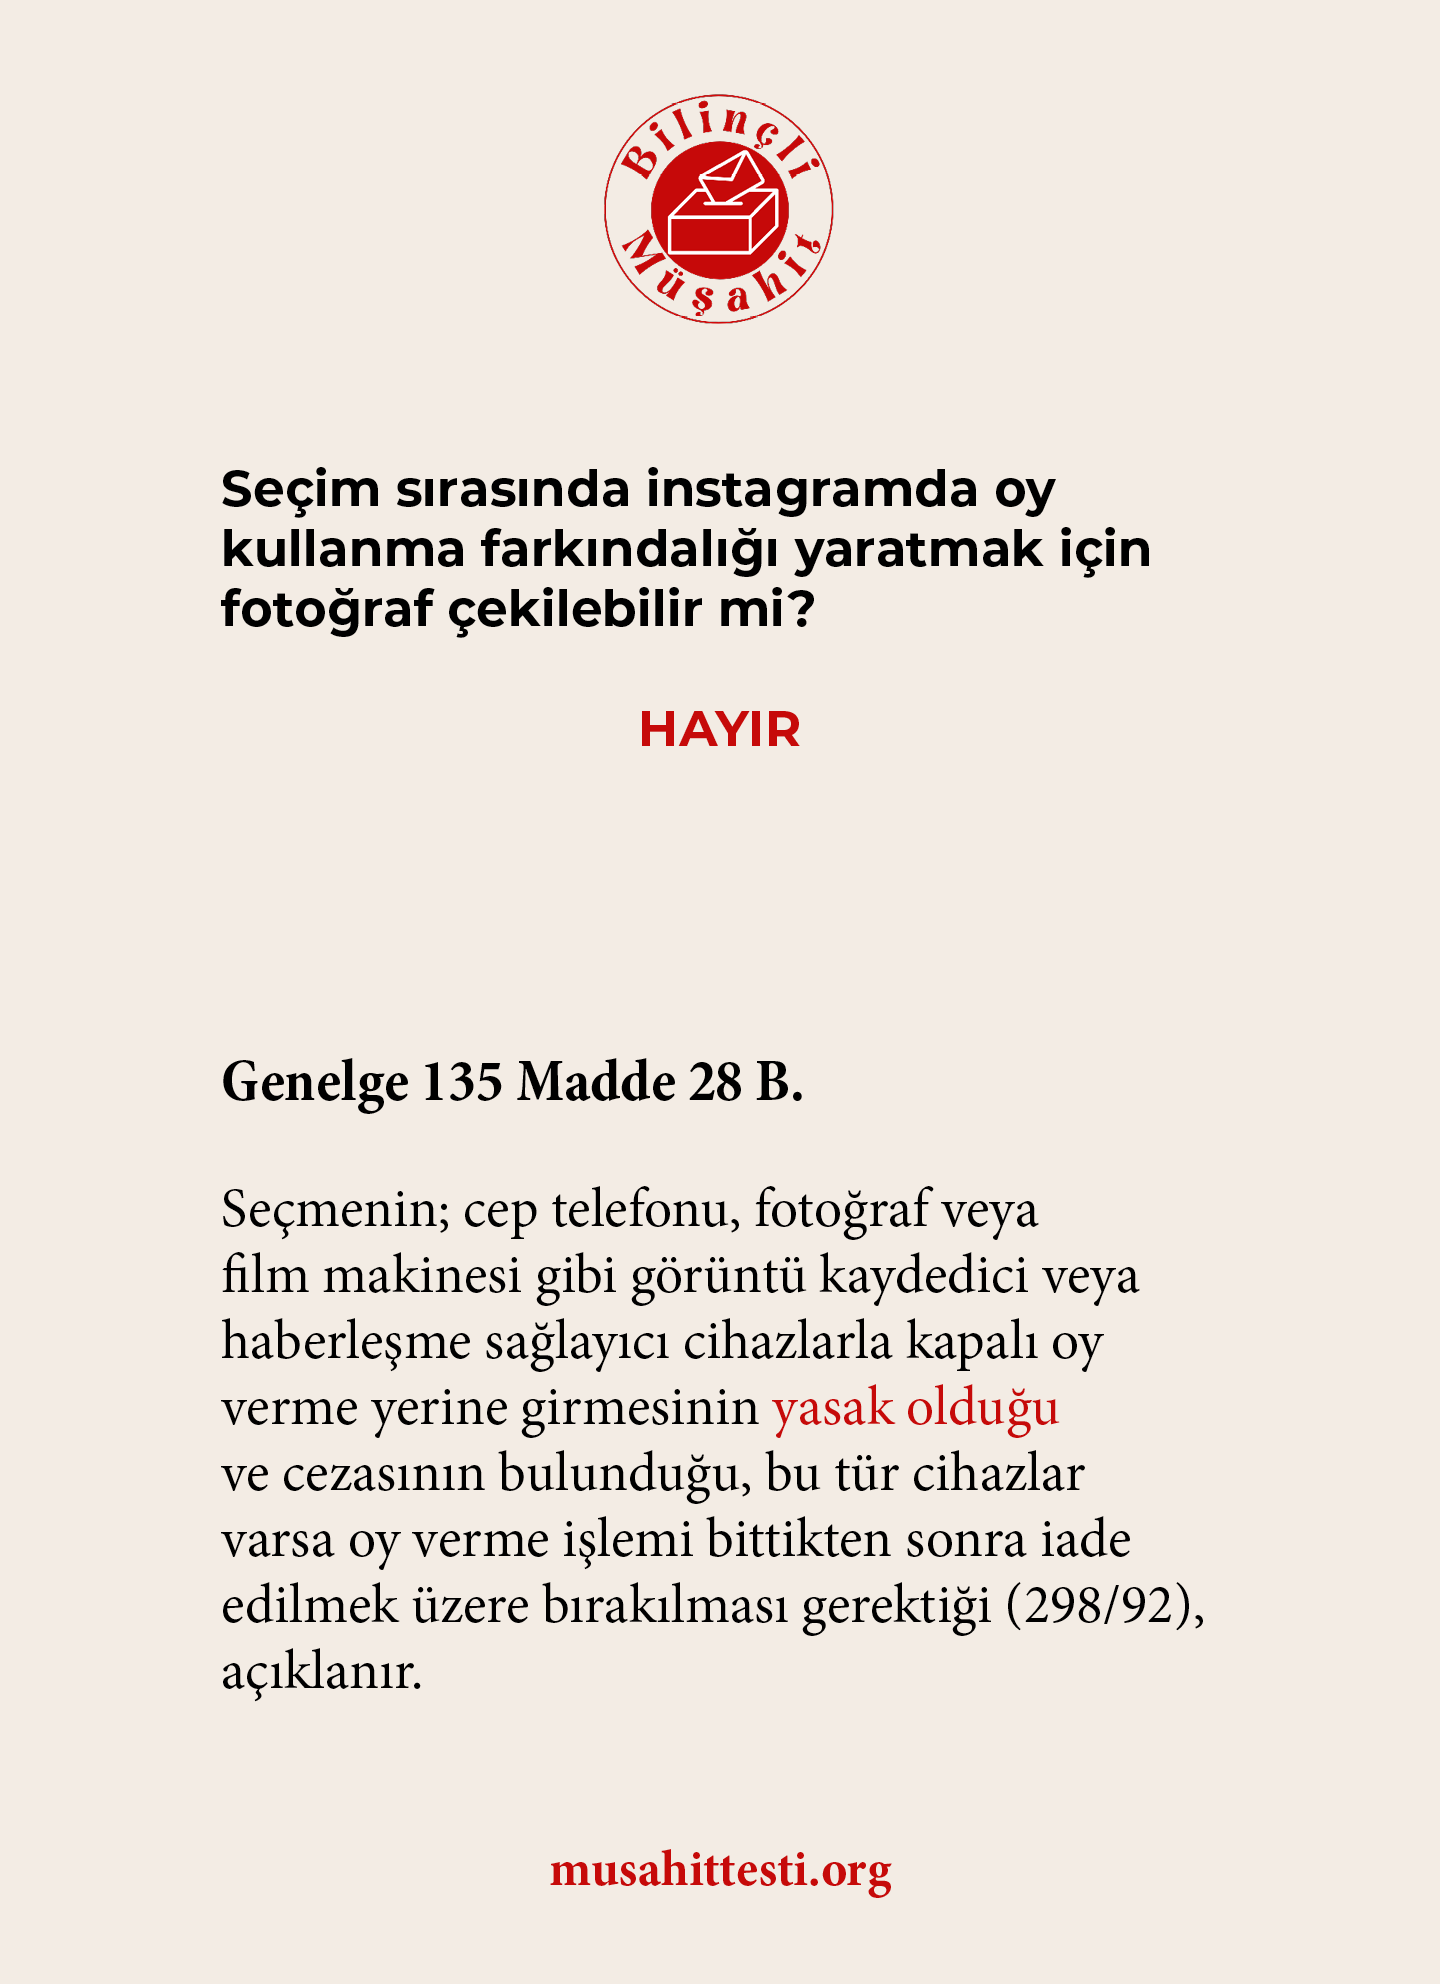 Bilinçli
Müşahit
Seçim sırasında instagramda oy
kullanma farkındalığı yaratmak için
fotoğraf çekilebilir mi?
HAYIR
Genelge 135 Madde 28 B.
Seçmenin; cep telefonu, fotoğraf veya
film makinesi gibi görüntü kaydedici veya
haberleşme sağlayıcı cihazlarla kapalı oy
verme yerine girmesinin yasak olduğu
ve cezasının bulunduğu, bu tür cihazlar
varsa oy verme işlemi bittikten sonra iade
edilmek üzere bırakılması gerektiği (298/92),
açıklanır.
musahittesti.org